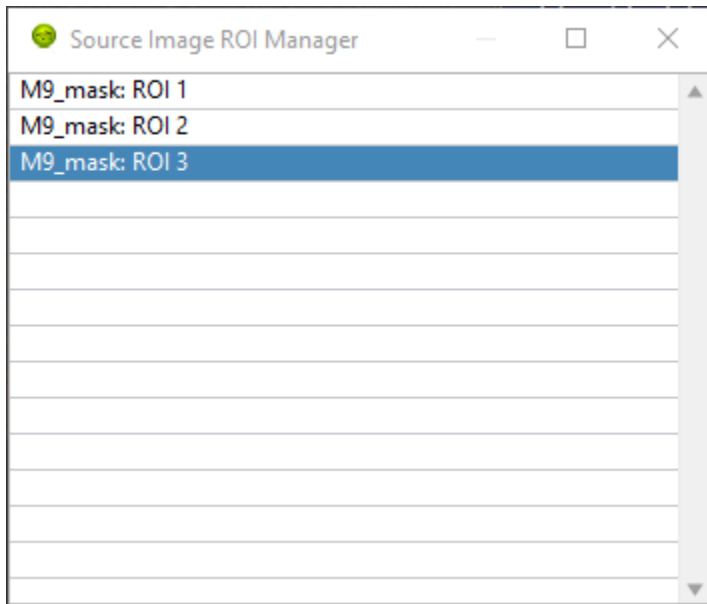 Source Image ROI Manager
M9_mask: ROI 1
M9_mask: ROI 2
M9_mask: ROI 3